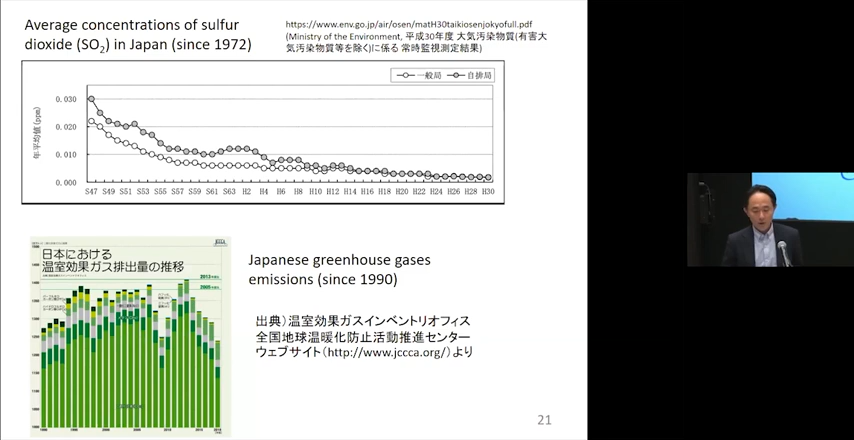 Average concentrations of sulfur
dioxide (SO₂) in Japan (since 1972)
https://www.env.go.jp/air/osen/matH30taikiosenjokyofull.pdf
(Ministry of the Environment, 平成30年度 大気汚染物質(有害大
気汚染物質等を除く)に係る 常時監視測定結果)
一般局 自排局
年平均値(ppm)
0.030
0.020
0.010
0.000
S47 S49 S51 S53 S55 S57 S59 S61 S63 H2 H4 H6 H8 H10 H12 H14 H16 H18 H20 H22 H24 H26 H28 H30
日本における
温室効果ガス排出量の推移
Japanese greenhouse gases
emissions (since 1990)
出典)温室効果ガスインベントリオフィス
全国地球温暖化防止活動推進センター
ウェブサイト(http://www.jccca.org/)より
21